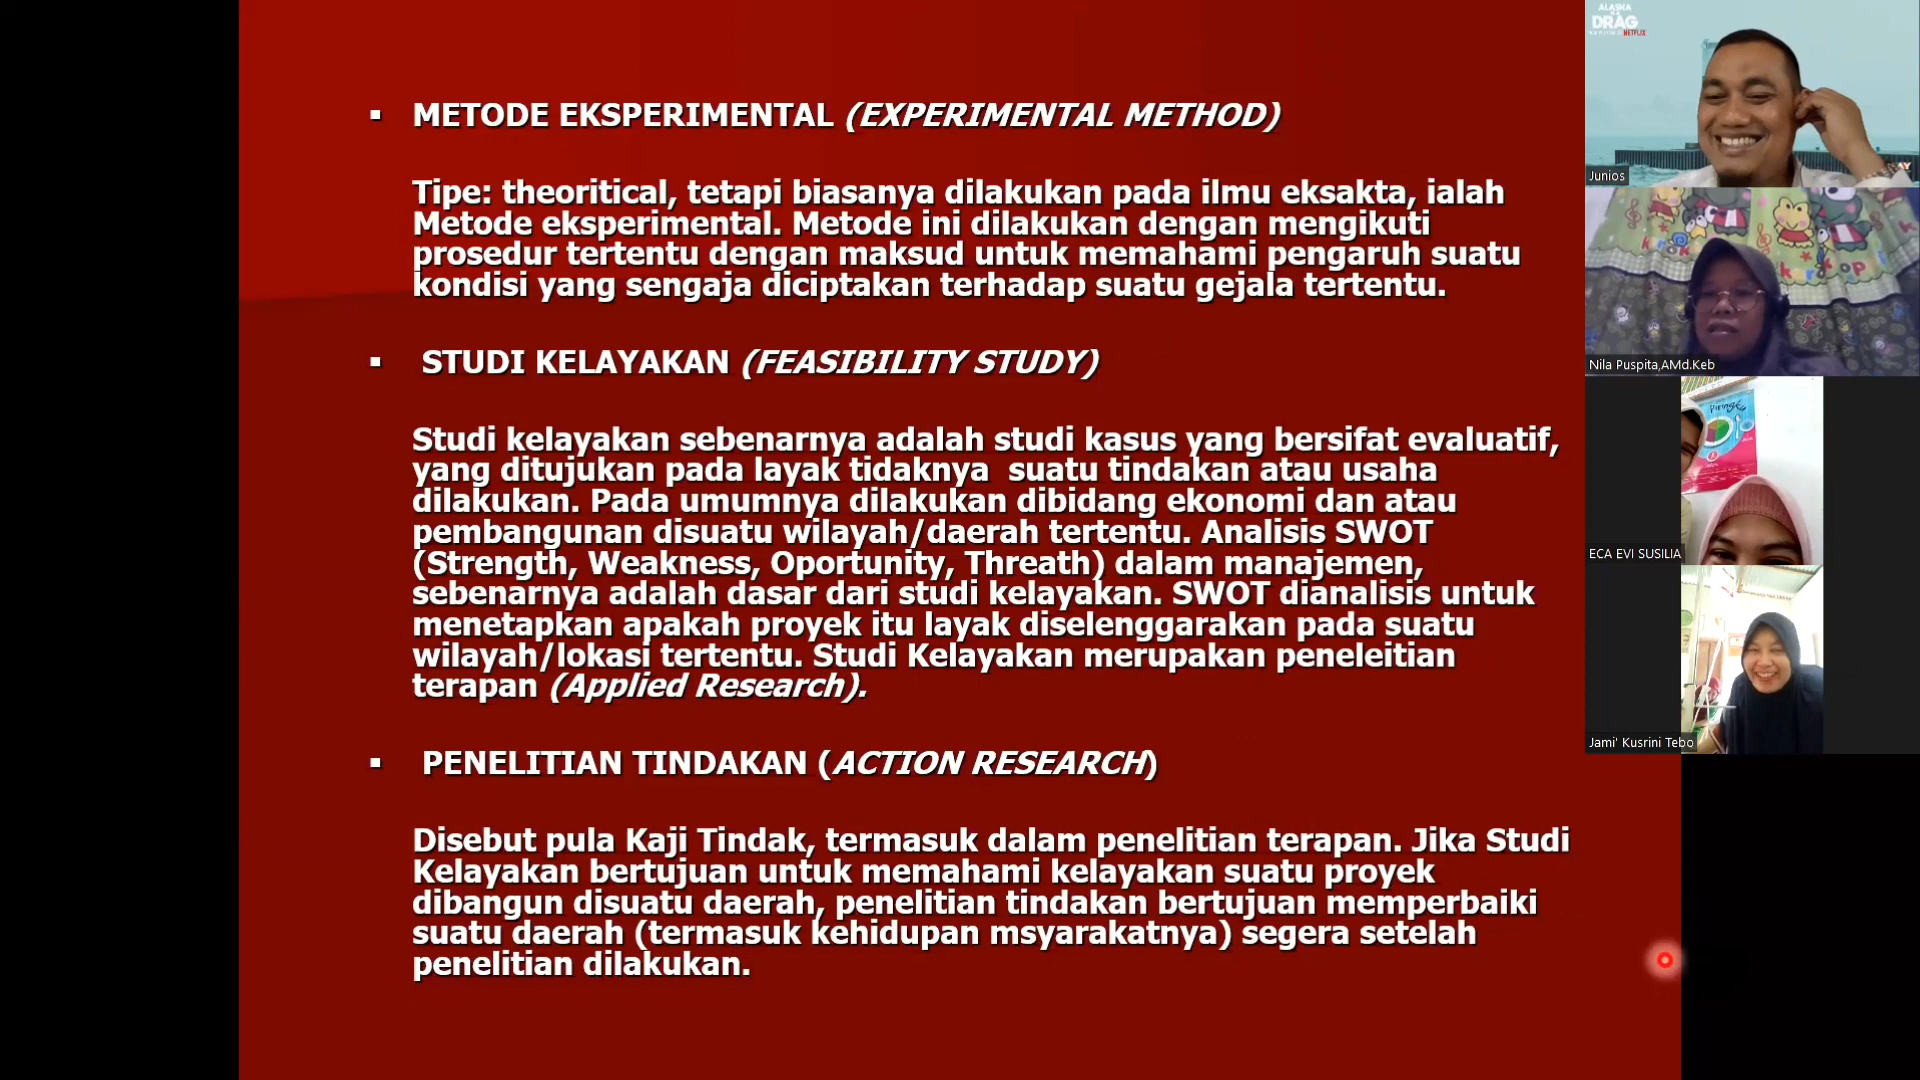 METODE EKSPERIMENTAL (EXPERIMENTAL METHOD)
Tipe: theoritical, tetapi biasanya dilakukan pada ilmu eksakta, ialah
Metode eksperimental. Metode ini dilakukan dengan mengikuti
prosedur tertentu dengan maksud untuk memahami pengaruh suatu
kondisi yang sengaja diciptakan terhadap suatu gejala tertentu.
STUDI KELAYAKAN (FEASIBILITY STUDY)
Studi kelayakan sebenarnya adalah studi kasus yang bersifat evaluatif,
yang ditujukan pada layak tidaknya suatu tindakan atau usaha
dilakukan. Pada umumnya dilakukan dibidang ekonomi dan atau
pembangunan disuatu wilayah/daerah tertentu. Analisis SWOT
(Strength, Weakness, Oportunity, Threath) dalam manajemen,
sebenarnya adalah dasar dari studi kelayakan. SWOT dianalisis untuk
menetapkan apakah proyek itu layak diselenggarakan pada suatu
wilayah/lokasi tertentu. Studi Kelayakan merupakan peneleitian
terapan (Applied Research).
PENELITIAN TINDAKAN (ACTION RESEARCH)
Disebut pula Kaji Tindak, termasuk dalam penelitian terapan. Jika Studi
Kelayakan bertujuan untuk memahami kelayakan suatu proyek
dibangun disuatu daerah, penelitian tindakan bertujuan memperbaiki
suatu daerah (termasuk kehidupan msyarakatnya) segera setelah
penelitian dilakukan.
ALASKA
DRAG
NETFLIX
Junios
Nila Puspita,AMd.Keb
ECA EVI SUSILIA
Jami' Kusrini Tebo